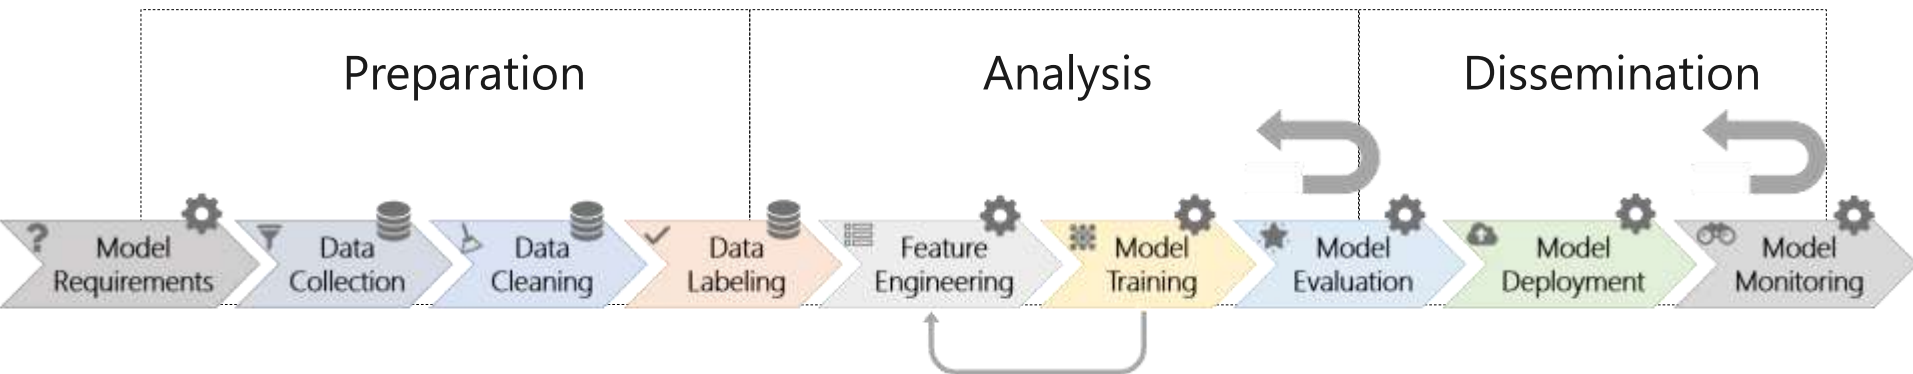 Preparation
Analysis
Dissemination
Model
Requirements
Data
Collection
Data
Cleaning
Data
Labeling
Feature
Engineering
Model
Training
Model
Evaluation
Model
Deployment
Model
Monitoring